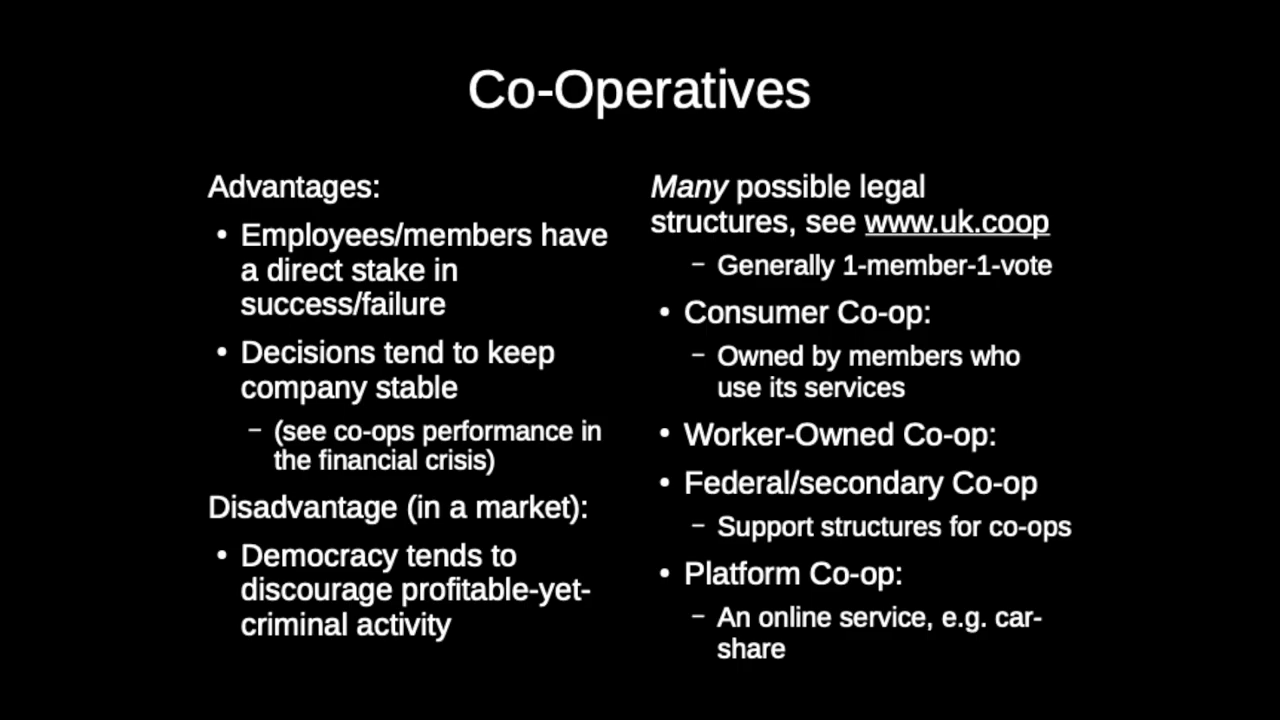 Co-Operatives
Advantages:
• Employees/members have
a direct stake in
success/failure
• Decisions tend to keep
company stable
– (see co-ops performance in
the financial crisis)
Disadvantage (in a market):
• Democracy tends to
discourage profitable-yet-
criminal activity
Many possible legal
structures, see www.uk.coop
– Generally 1-member-1-vote
• Consumer Co-op:
– Owned by members who
use its services
• Worker-Owned Co-op:
• Federal/secondary Co-op
– Support structures for co-ops
• Platform Co-op:
– An online service, e.g. car-
share